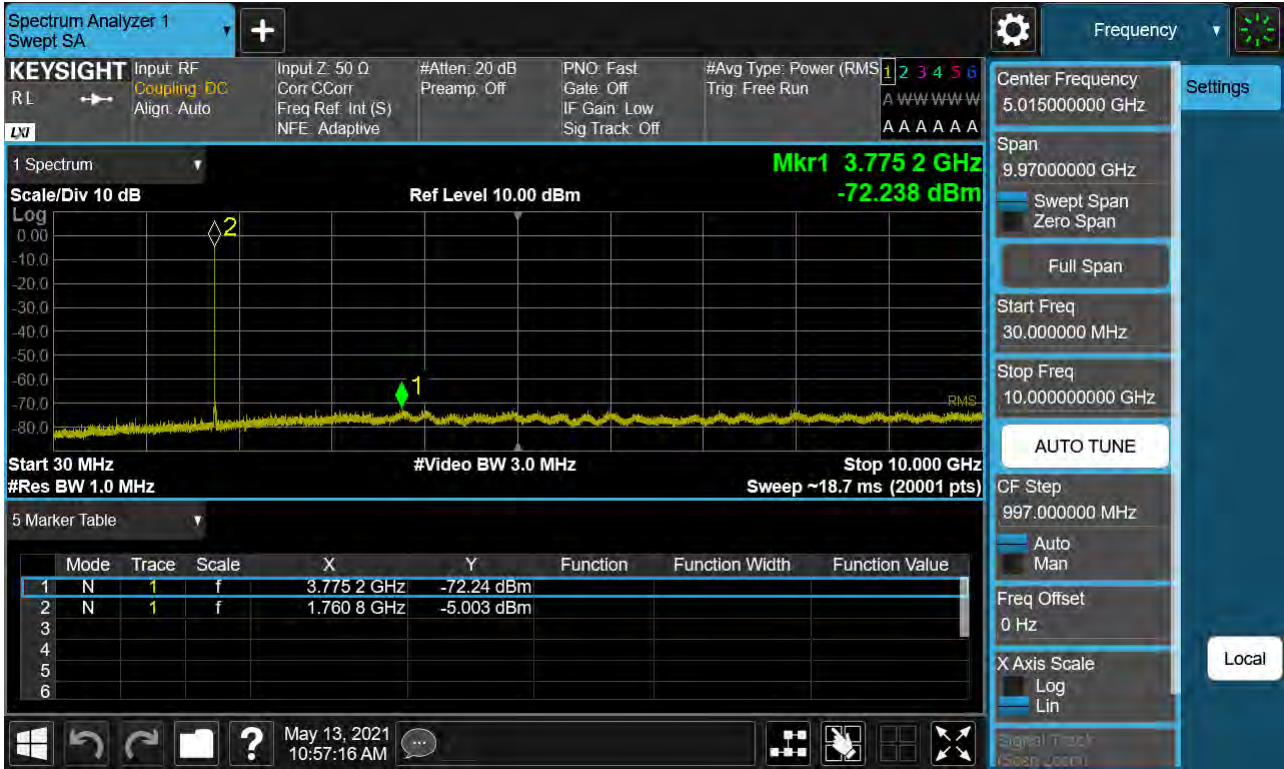 Spectrum Analyzer 1
Swept SA
+
Frequency
KEYSIGHT
R L
LXI
Input: RF
Coupling: DC
Align: Auto
Input Z: 50 Ω
Corr CCorr
Freq Ref: Int (S)
NFE: Adaptive
#Atten: 20 dB
Preamp: Off
PNO: Fast
Gate: Off
IF Gain: Low
Sig Track: Off
#Avg Type: Power (RMS
Trig: Free Run
1 2 3 4 5 6
A W W W W W
A A A A A A
1 Spectrum
Scale/Div 10 dB
Ref Level 10.00 dBm
Mkr1 3.775 2 GHz
-72.238 dBm
Log
0.00
-10.0
-20.0
-30.0
-40.0
-50.0
-60.0
-70.0
-80.0
2
1
RMS
Start 30 MHz
#Video BW 3.0 MHz
Stop 10.000 GHz
#Res BW 1.0 MHz
Sweep ~18.7 ms (20001 pts)
5 Marker Table
Mode Trace Scale X Y Function Function Width Function Value
1 N 1 f 3.775 2 GHz -72.24 dBm
2 N 1 f 1.760 8 GHz -5.003 dBm
3
4
5
6
?
May 13, 2021
10:57:16 AM
Center Frequency
5.015000000 GHz
Span
9.97000000 GHz
Swept Span
Zero Span
Full Span
Start Freq
30.000000 MHz
Stop Freq
10.000000000 GHz
AUTO TUNE
CF Step
997.000000 MHz
Auto
Man
Freq Offset
0 Hz
X Axis Scale
Log
Lin
Signal Track
(Span Zoom)
Settings
Local